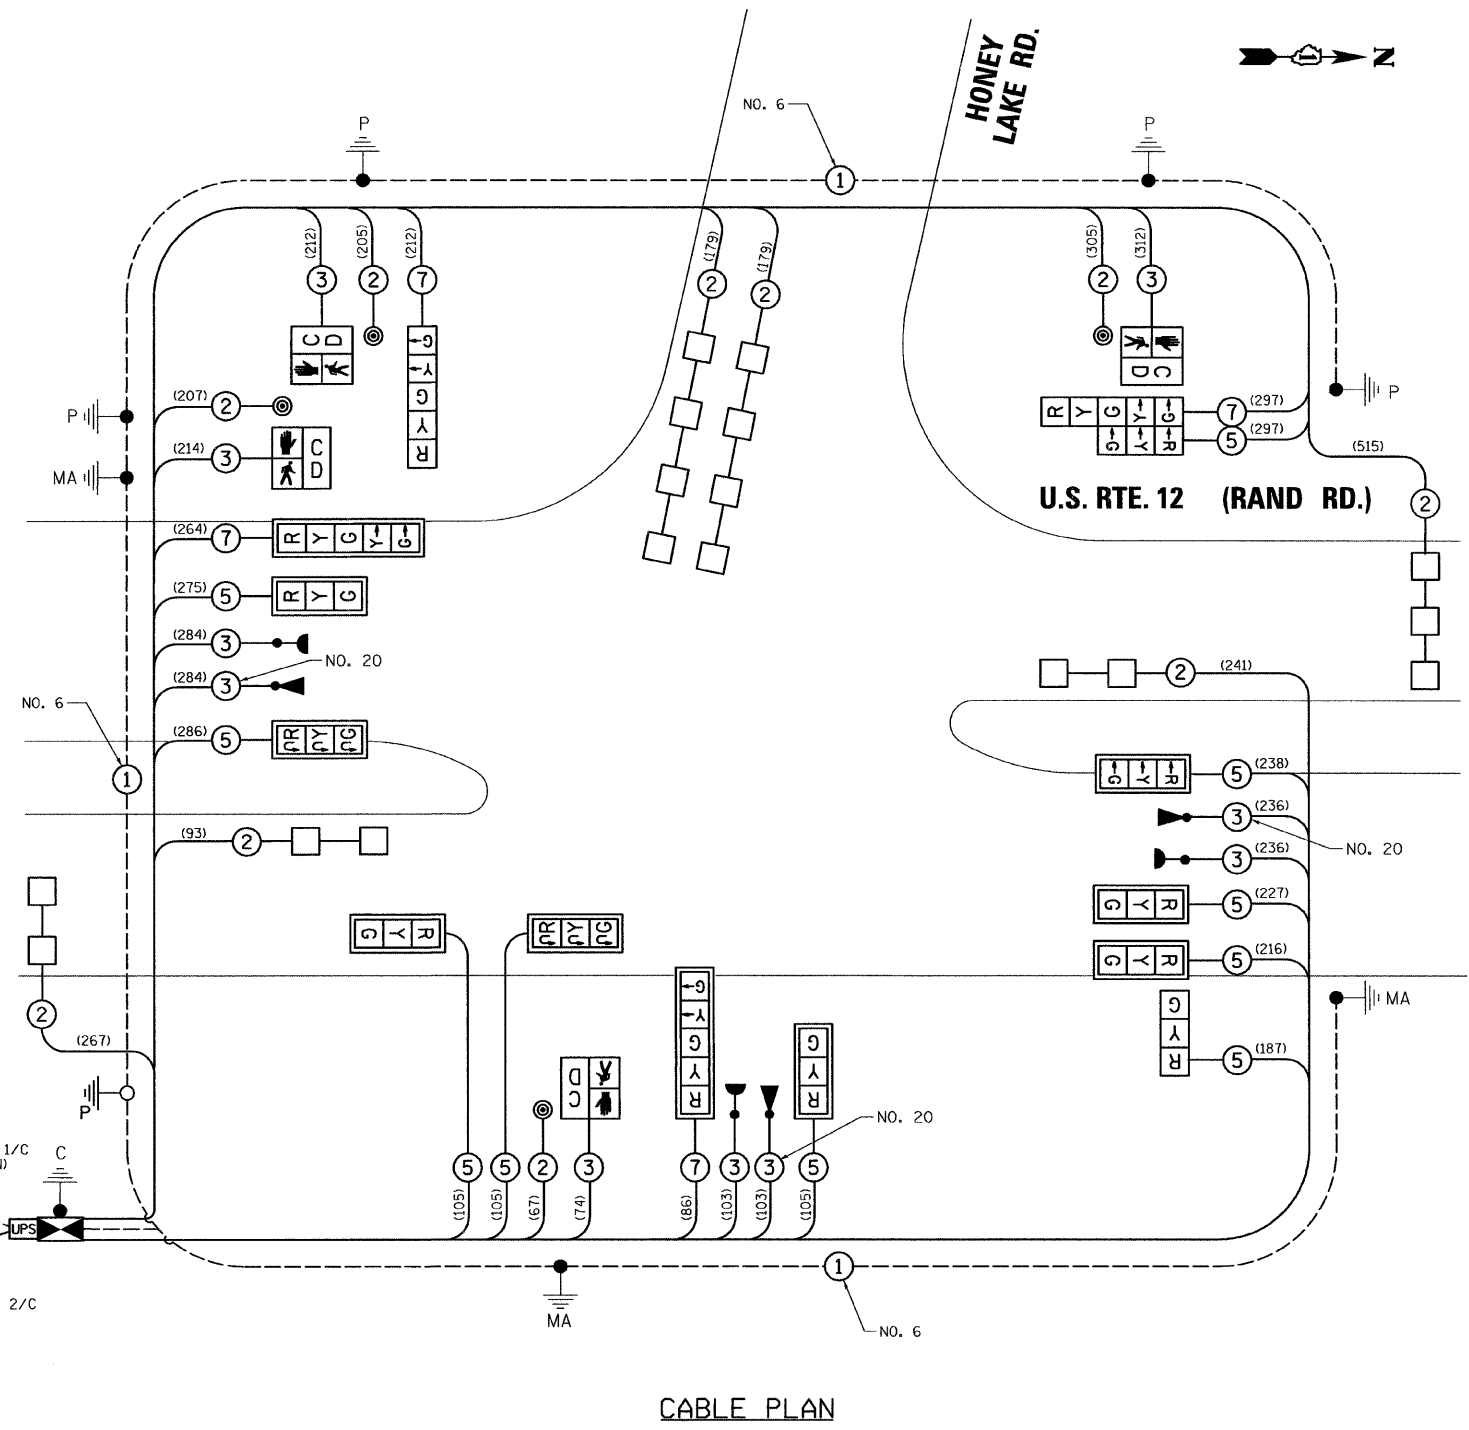 HONEY
LAKE RD.
1
N
NO. 6
P
P
1
(212)
(205)
(212)
(179)
(179)
(305)
(312)
3
2
7
2
2
2
3
C D
G Y G Y R
C D
P
(207)
2
P
(214)
3
C
D
MA
R Y G Y G
7
(297)
G Y R
5
(297)
(515)
2
U.S. RTE. 12 (RAND RD.)
(264)
7
R Y G Y G
(275)
5
R Y G
(284)
3
NO. 20
(284)
3
2
(241)
NO. 6
1
(286)
5
R Y G
G Y R
5
(238)
3
(236)
NO. 20
3
(236)
(93)
2
G Y R
5
(227)
G Y R
R Y G
G Y R
5
(216)
2
(267)
G Y G Y R
MA
G Y R
5
(187)
G Y R
C D
P
NO. 20
5
5
2
3
7
3
3
5
(105)
(105)
(67)
(74)
(86)
(103)
(103)
(105)
1/C
C
UPS
MA
1
NO. 6
2/C
CABLE PLAN